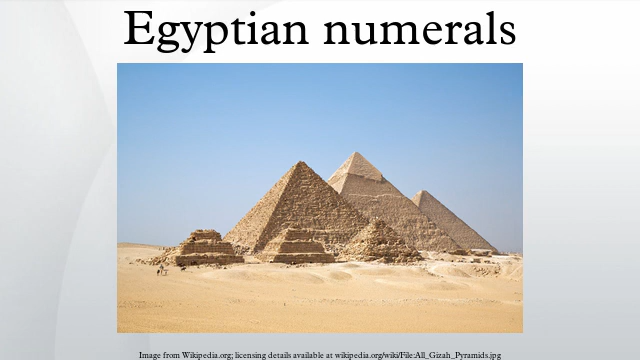 Egyptian numerals
Image from Wikipedia.org; licensing details available at wikipedia.org/wiki/File:All_Gizah_Pyramids.jpg